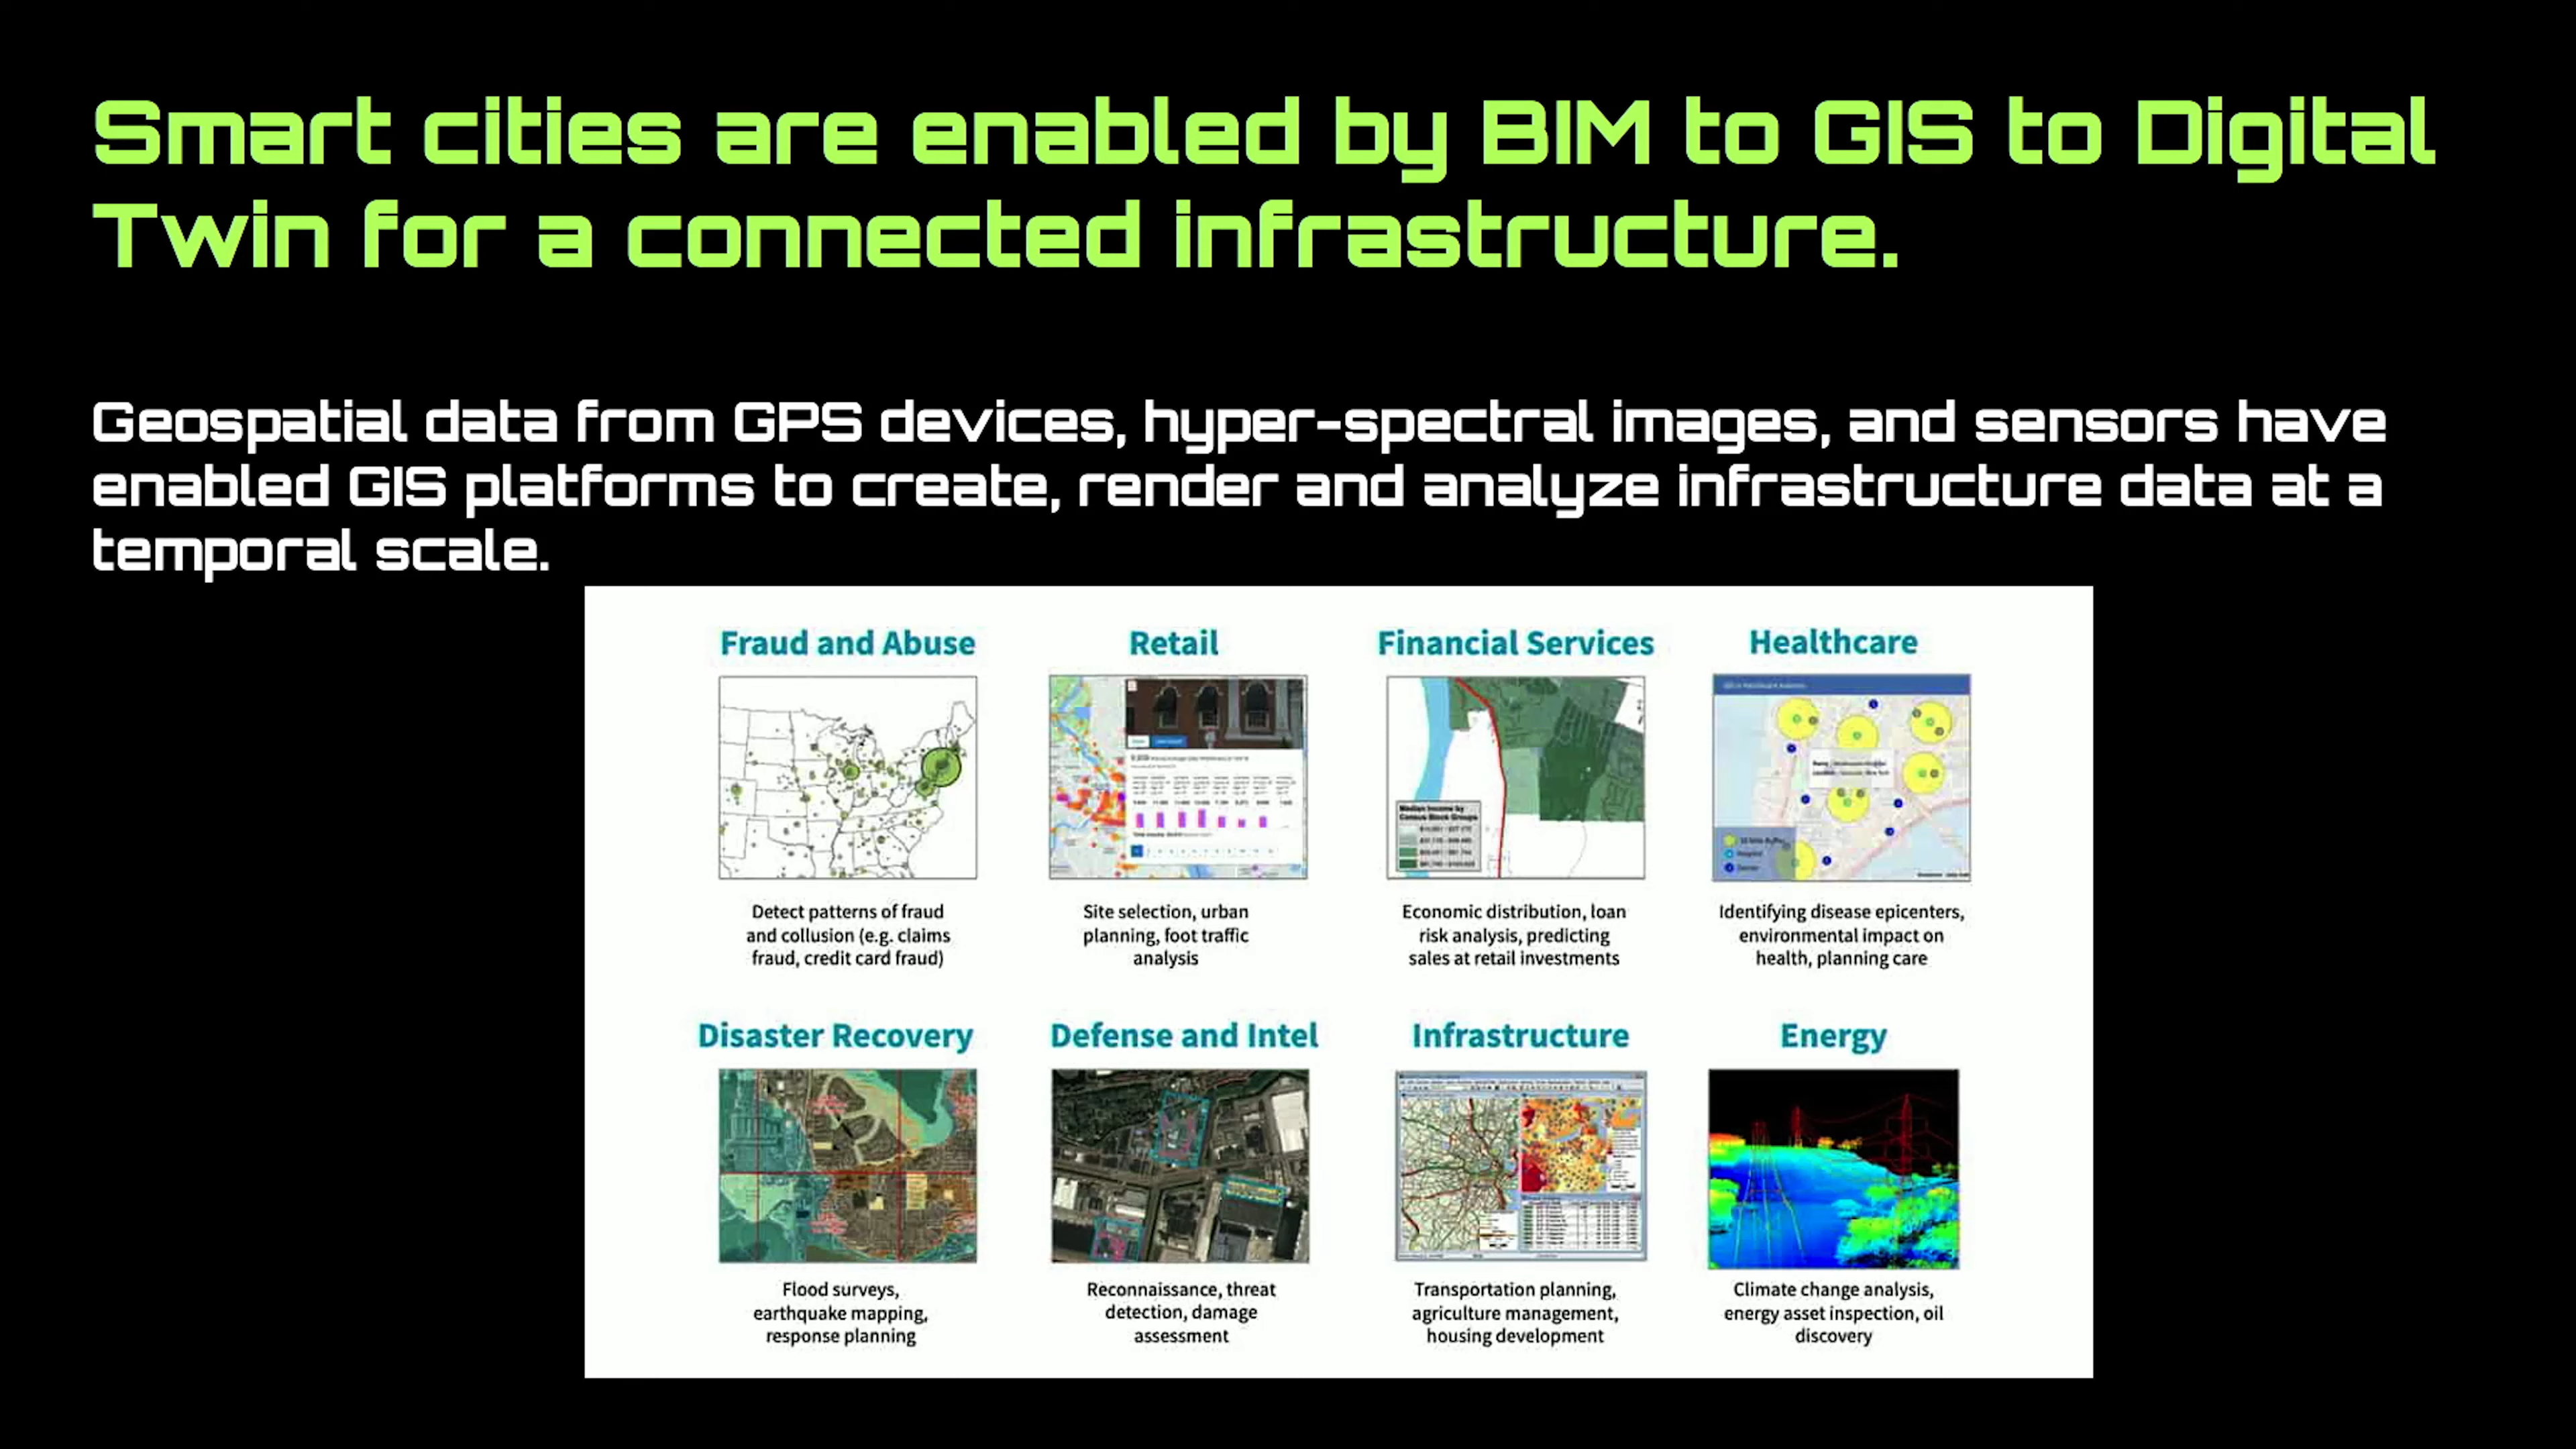 Smart cities are enabled by BIM to GIS to Digital
Twin for a connected infrastructure.
Geospatial data from GPS devices, hyper-spectral images, and sensors have
enabled GIS platforms to create, render and analyze infrastructure data at a
temporal scale.
Fraud and Abuse
Detect patterns of fraud
and collusion (e.g. claims
fraud, credit card fraud)
Retail
Site selection, urban
planning, foot traffic
analysis
Financial Services
Median Income by
Census Block Groups
Economic distribution, loan
risk analysis, predicting
sales at retail investments
Healthcare
Identifying disease epicenters,
environmental impact on
health, planning care
Disaster Recovery
Flood surveys,
earthquake mapping,
response planning
Defense and Intel
Reconnaissance, threat
detection, damage
assessment
Infrastructure
Transportation planning,
agriculture management,
housing development
Energy
Climate change analysis,
energy asset inspection, oil
discovery